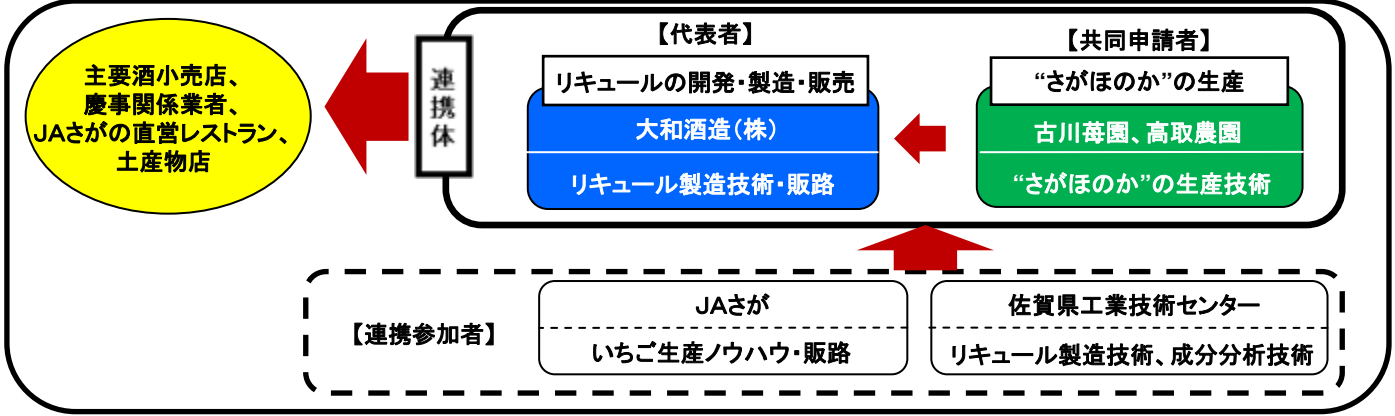 主要酒小売店、
慶事関係業者、
JAさがの直営レストラン、
土産物店
連携体
【代表者】
リキュールの開発・製造・販売
大和酒造(株)
リキュール製造技術・販路
【共同申請者】
“さがほのか”の生産
古川苺園、高取農園
“さがほのか”の生産技術
【連携参加者】
JAさが
いちご生産ノウハウ・販路
佐賀県工業技術センター
リキュール製造技術、成分分析技術